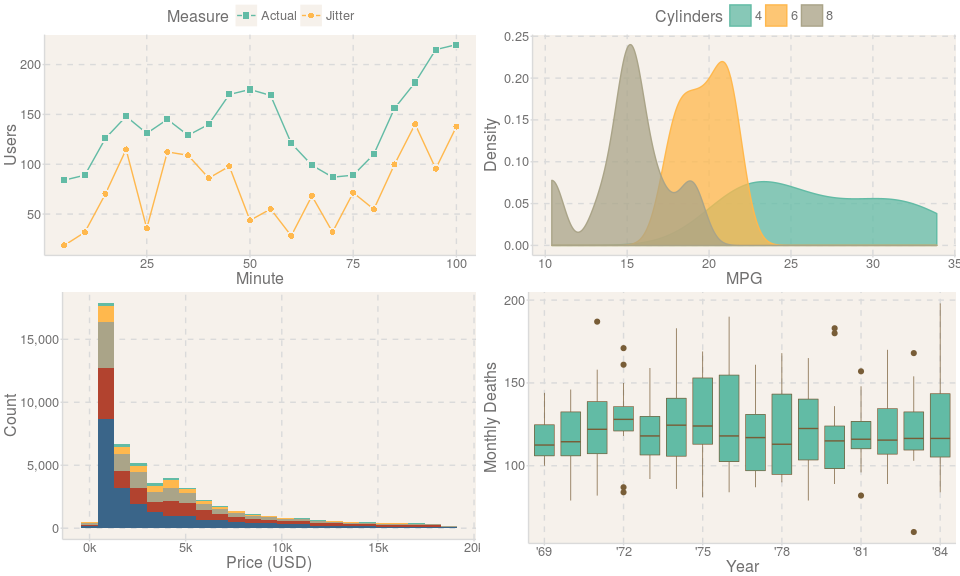 Measure Actual Jitter
Users
200
150
100
50
25 50 75 100
Minute
Cylinders 4 6 8
Density
0.25
0.20
0.15
0.10
0.05
0.00
10 15 20 25 30 35
MPG
Count
15,000
10,000
5,000
0
0k 5k 10k 15k 20
Price (USD)
Monthly Deaths
200
150
100
'69 '72 '75 '78 '81 '84
Year